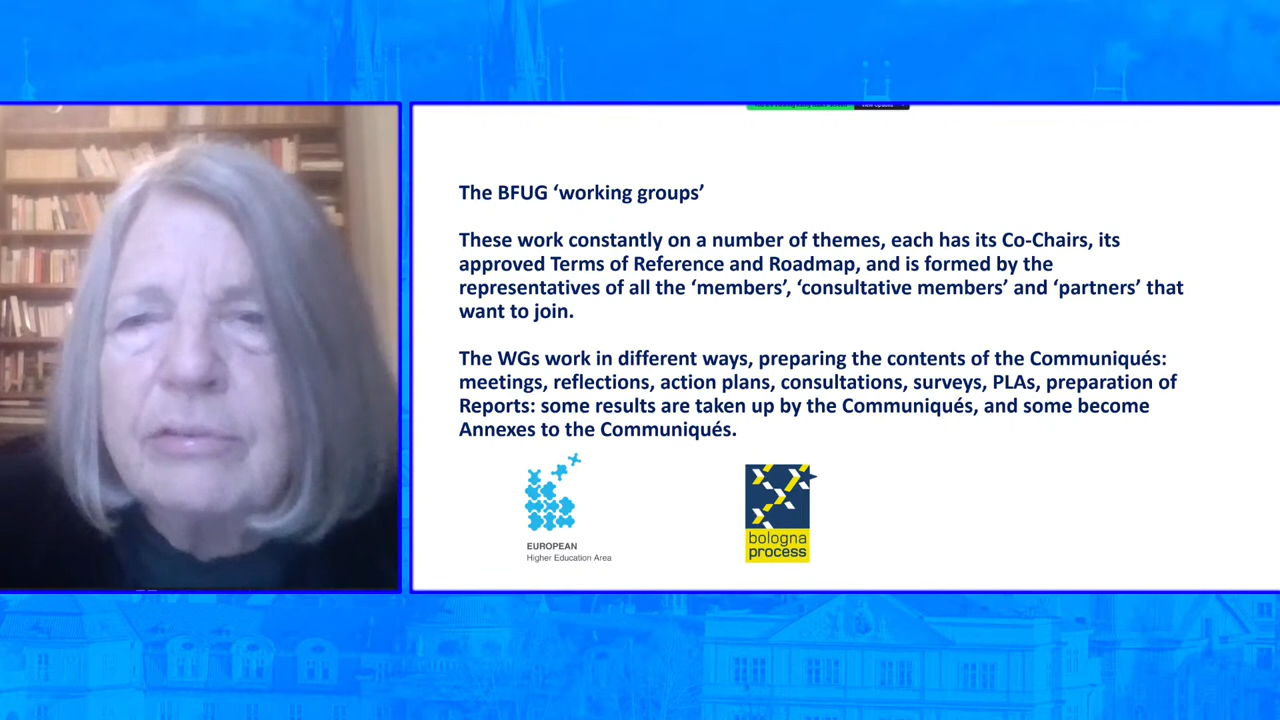 The BFUG ‘working groups’
These work constantly on a number of themes, each has its Co-Chairs, its
approved Terms of Reference and Roadmap, and is formed by the
representatives of all the ‘members’, ‘consultative members’ and ‘partners’ that
want to join.
The WGs work in different ways, preparing the contents of the Communiqués:
meetings, reflections, action plans, consultations, surveys, PLAs, preparation of
Reports: some results are taken up by the Communiqués, and some become
Annexes to the Communiqués.
EUROPEAN
Higher Education Area
bologna
process